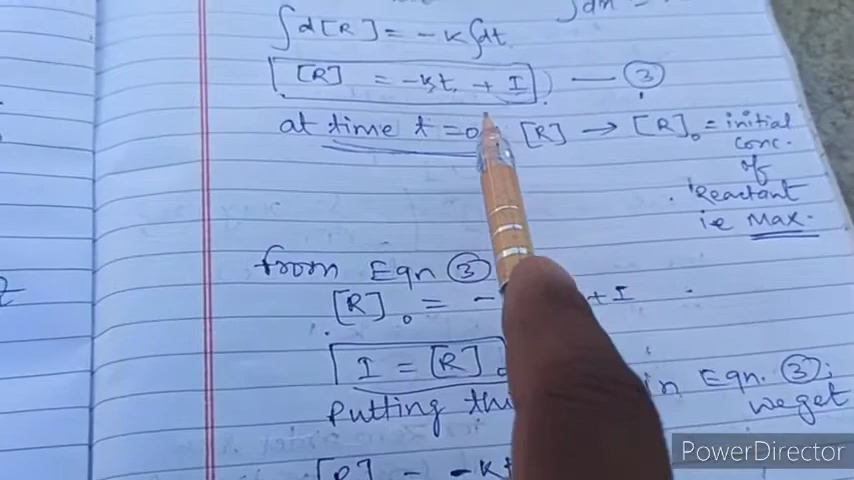 ∫d[R] = -k∫dt
[R] = -kt + I — ③
at time t=0 [R] → [R]₀ = initial
conc.
of
Reactant
ie Max.
from Eqn ③
[R]₀ = - +I
I = [R]
Putting in Eqn. ③;
we get
[R] - -kt
PowerDirector